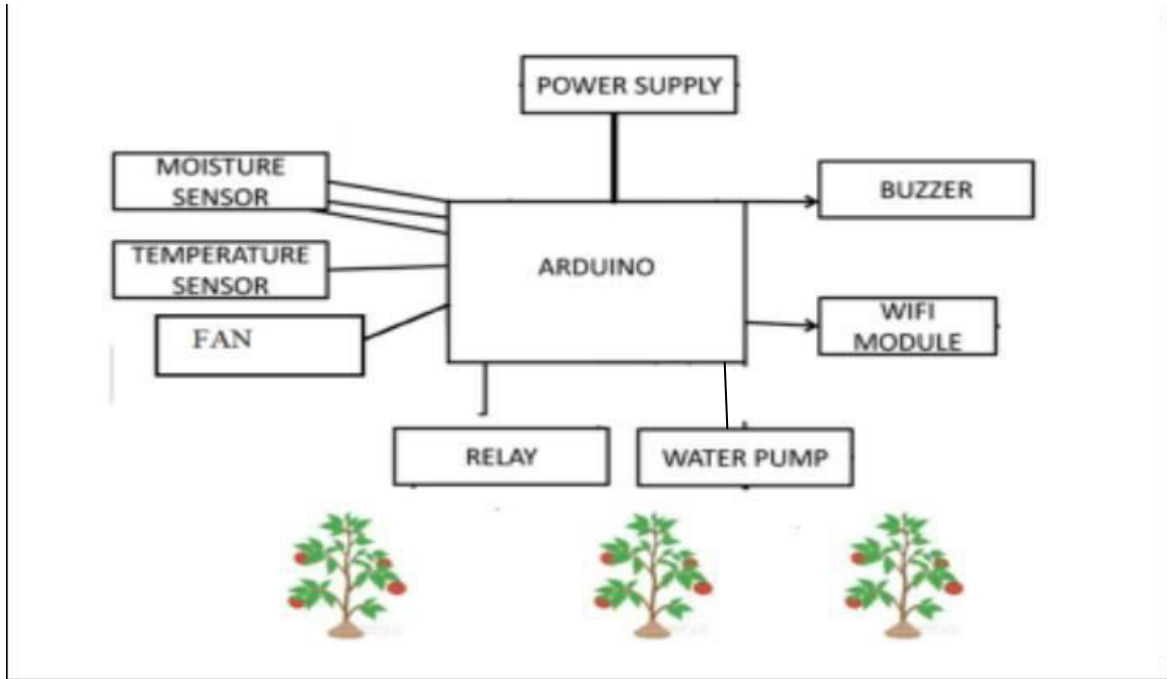 POWER SUPPLY
MOISTURE
SENSOR
BUZZER
TEMPERATURE
SENSOR
ARDUINO
FAN
WIFI
MODULE
RELAY
WATER PUMP